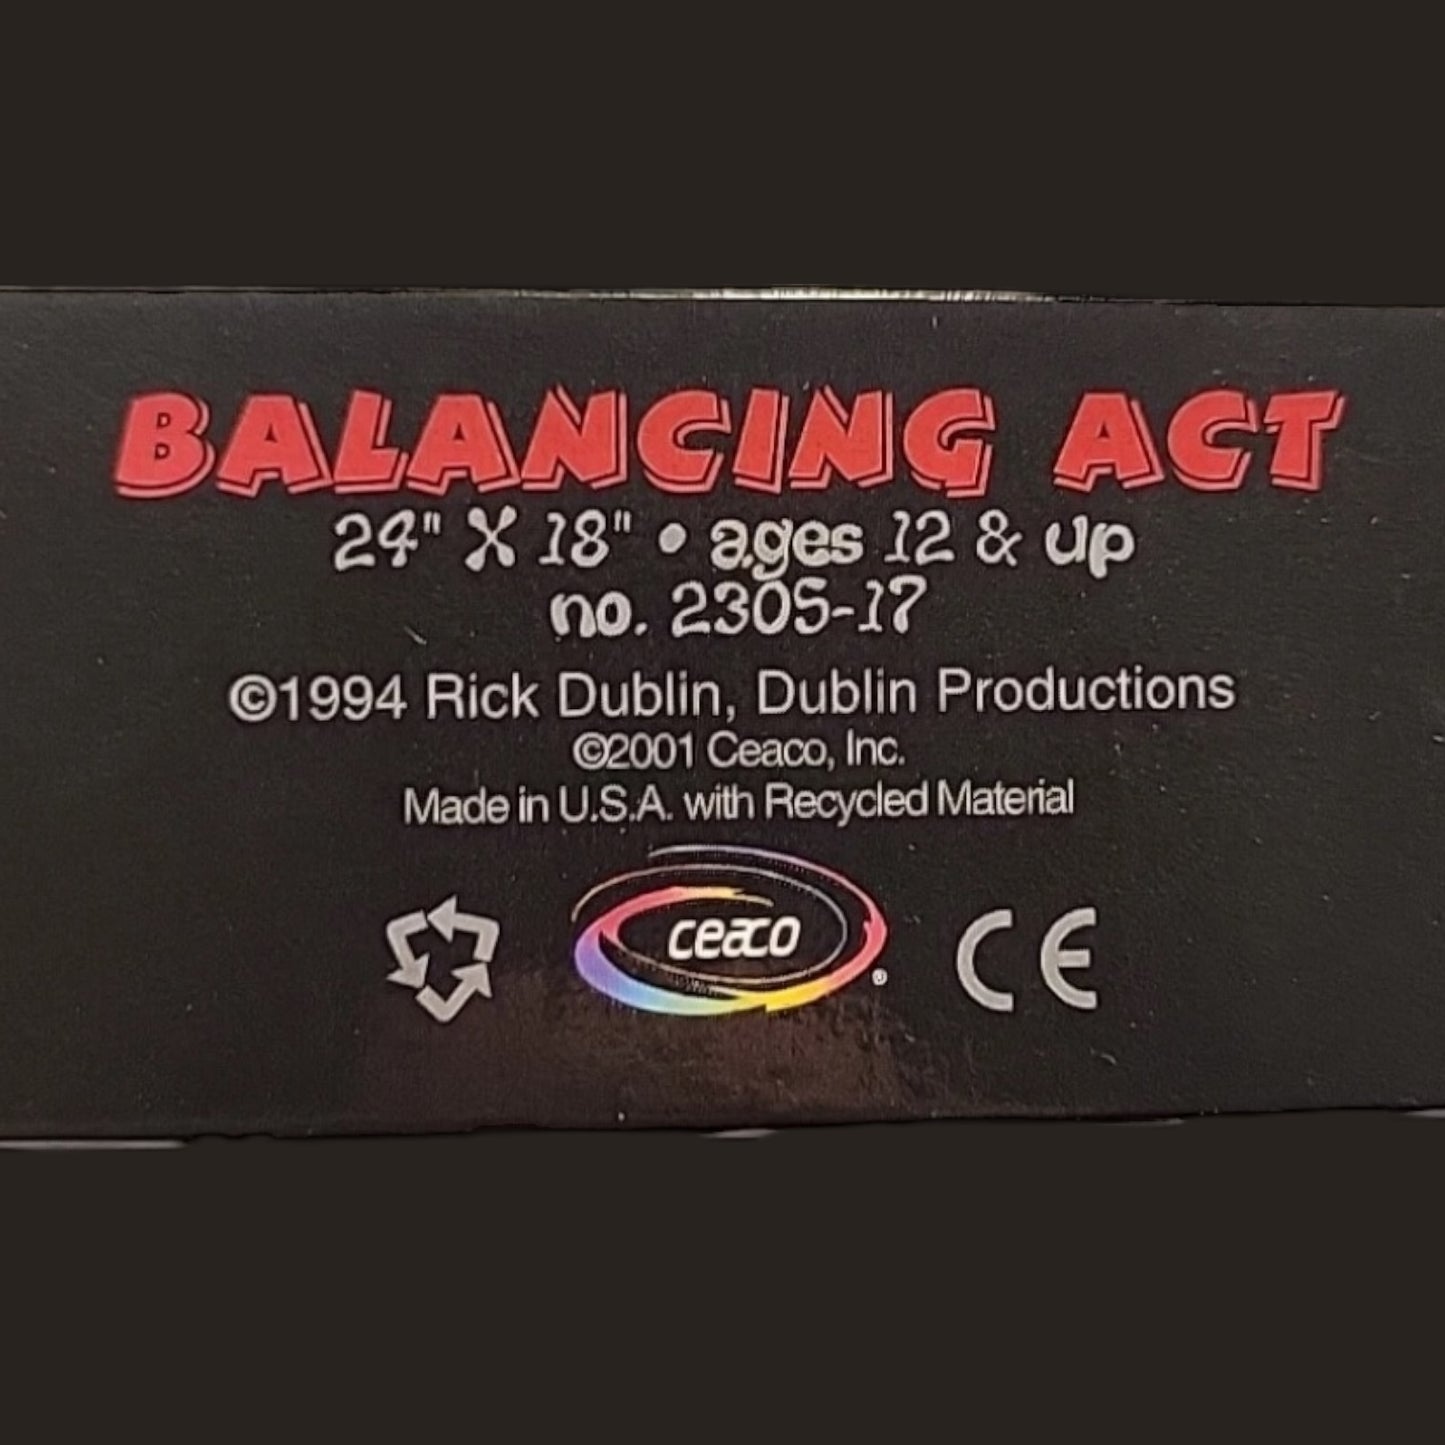 BALANCING ACT
24" X 18" • ages 12 & up
no. 2305-17
©1994 Rick Dublin, Dublin Productions
©2001 Ceaco, Inc.
Made in U.S.A. with Recycled Material
ceaco ®
CE